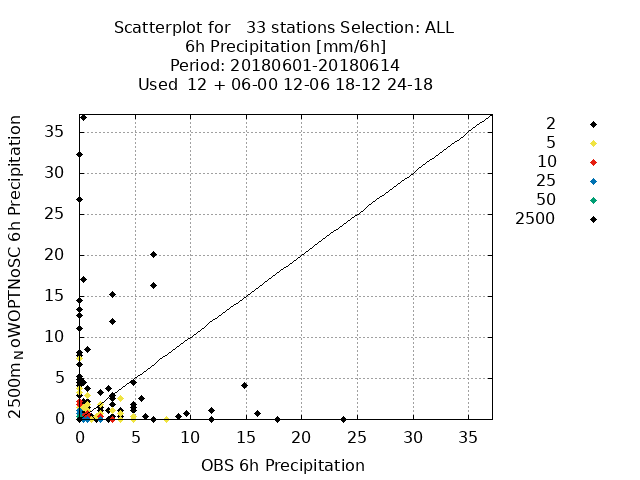 Scatterplot for   33 stations Selection: ALL
6h Precipitation [mm/6h]
Period: 20180601-20180614
Used  12 + 06-00 12-06 18-12 24-18
2500m_NoWOPTNoSC 6h Precipitation
35
30
25
20
15
10
5
0
0 5 10 15 20 25 30 35
OBS 6h Precipitation
2
5
10
25
50
2500